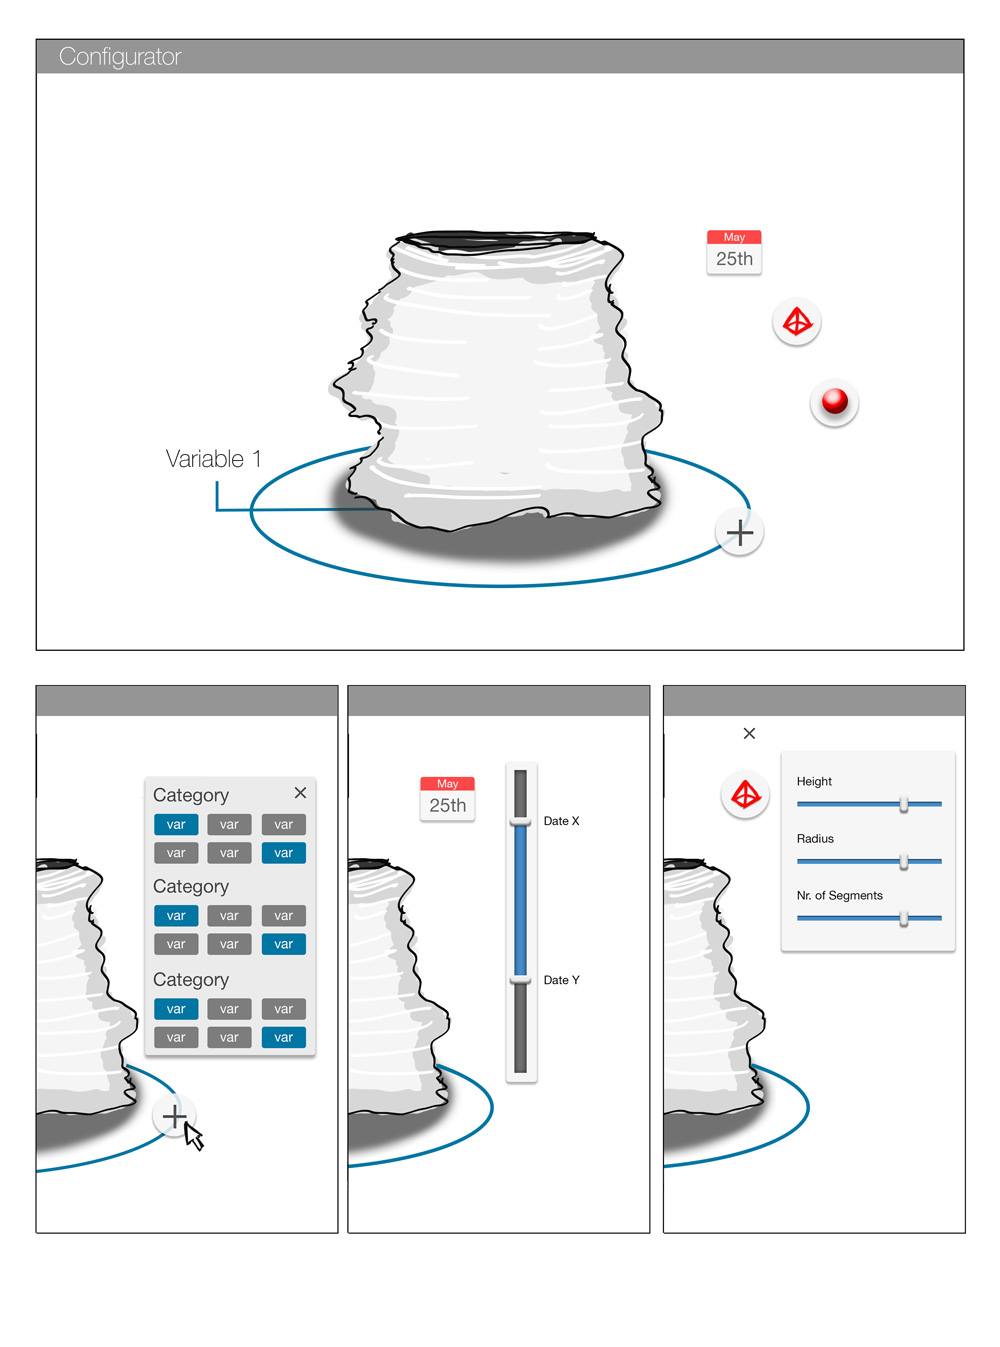 Configurator
May
25th
Variable 1
Category
var var var
var var var
Category
var var var
var var var
Category
var var var
var var var
May
25th
Date X
Date Y
Height
Radius
Nr. of Segments